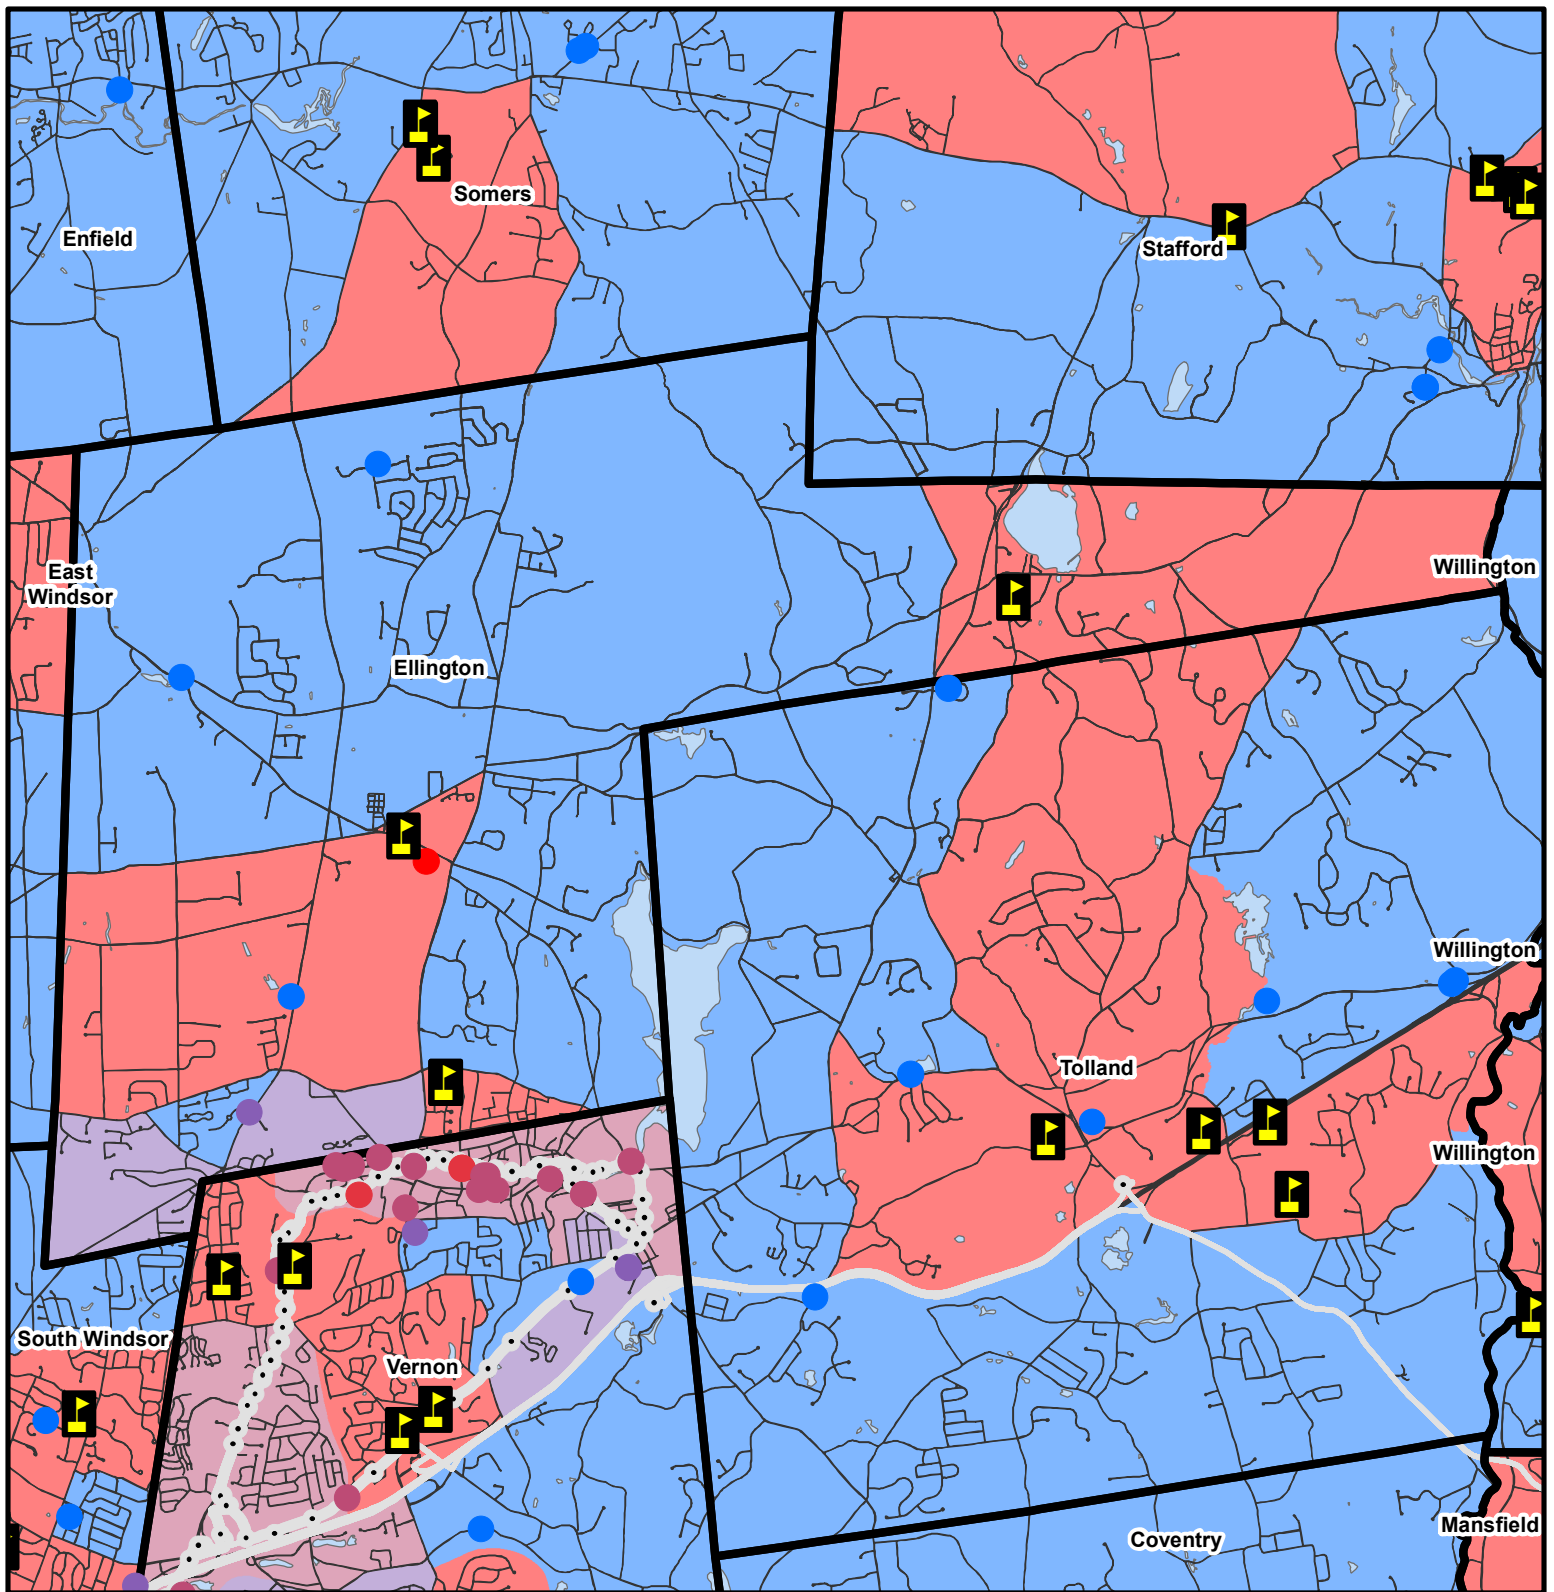 Somers
Enfield
Stafford
East
Windsor
Willington
Ellington
Willington
Tolland
Willington
South Windsor
Vernon
Mansfield
Coventry